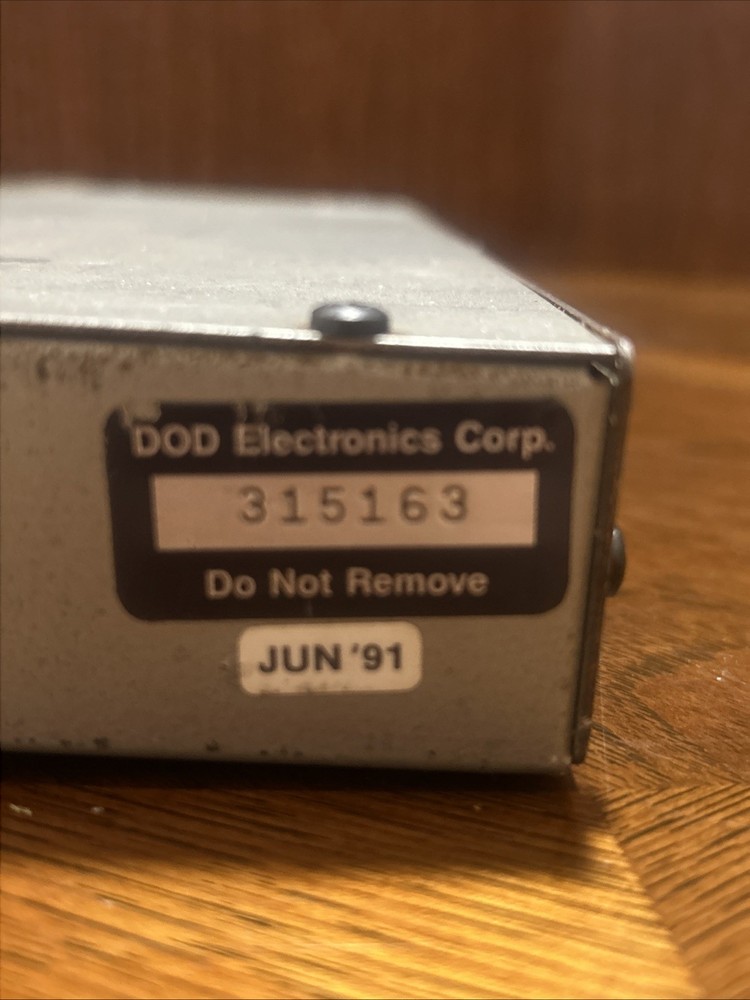 DOD Electronics Corp.
315163
Do Not Remove
JUN '91